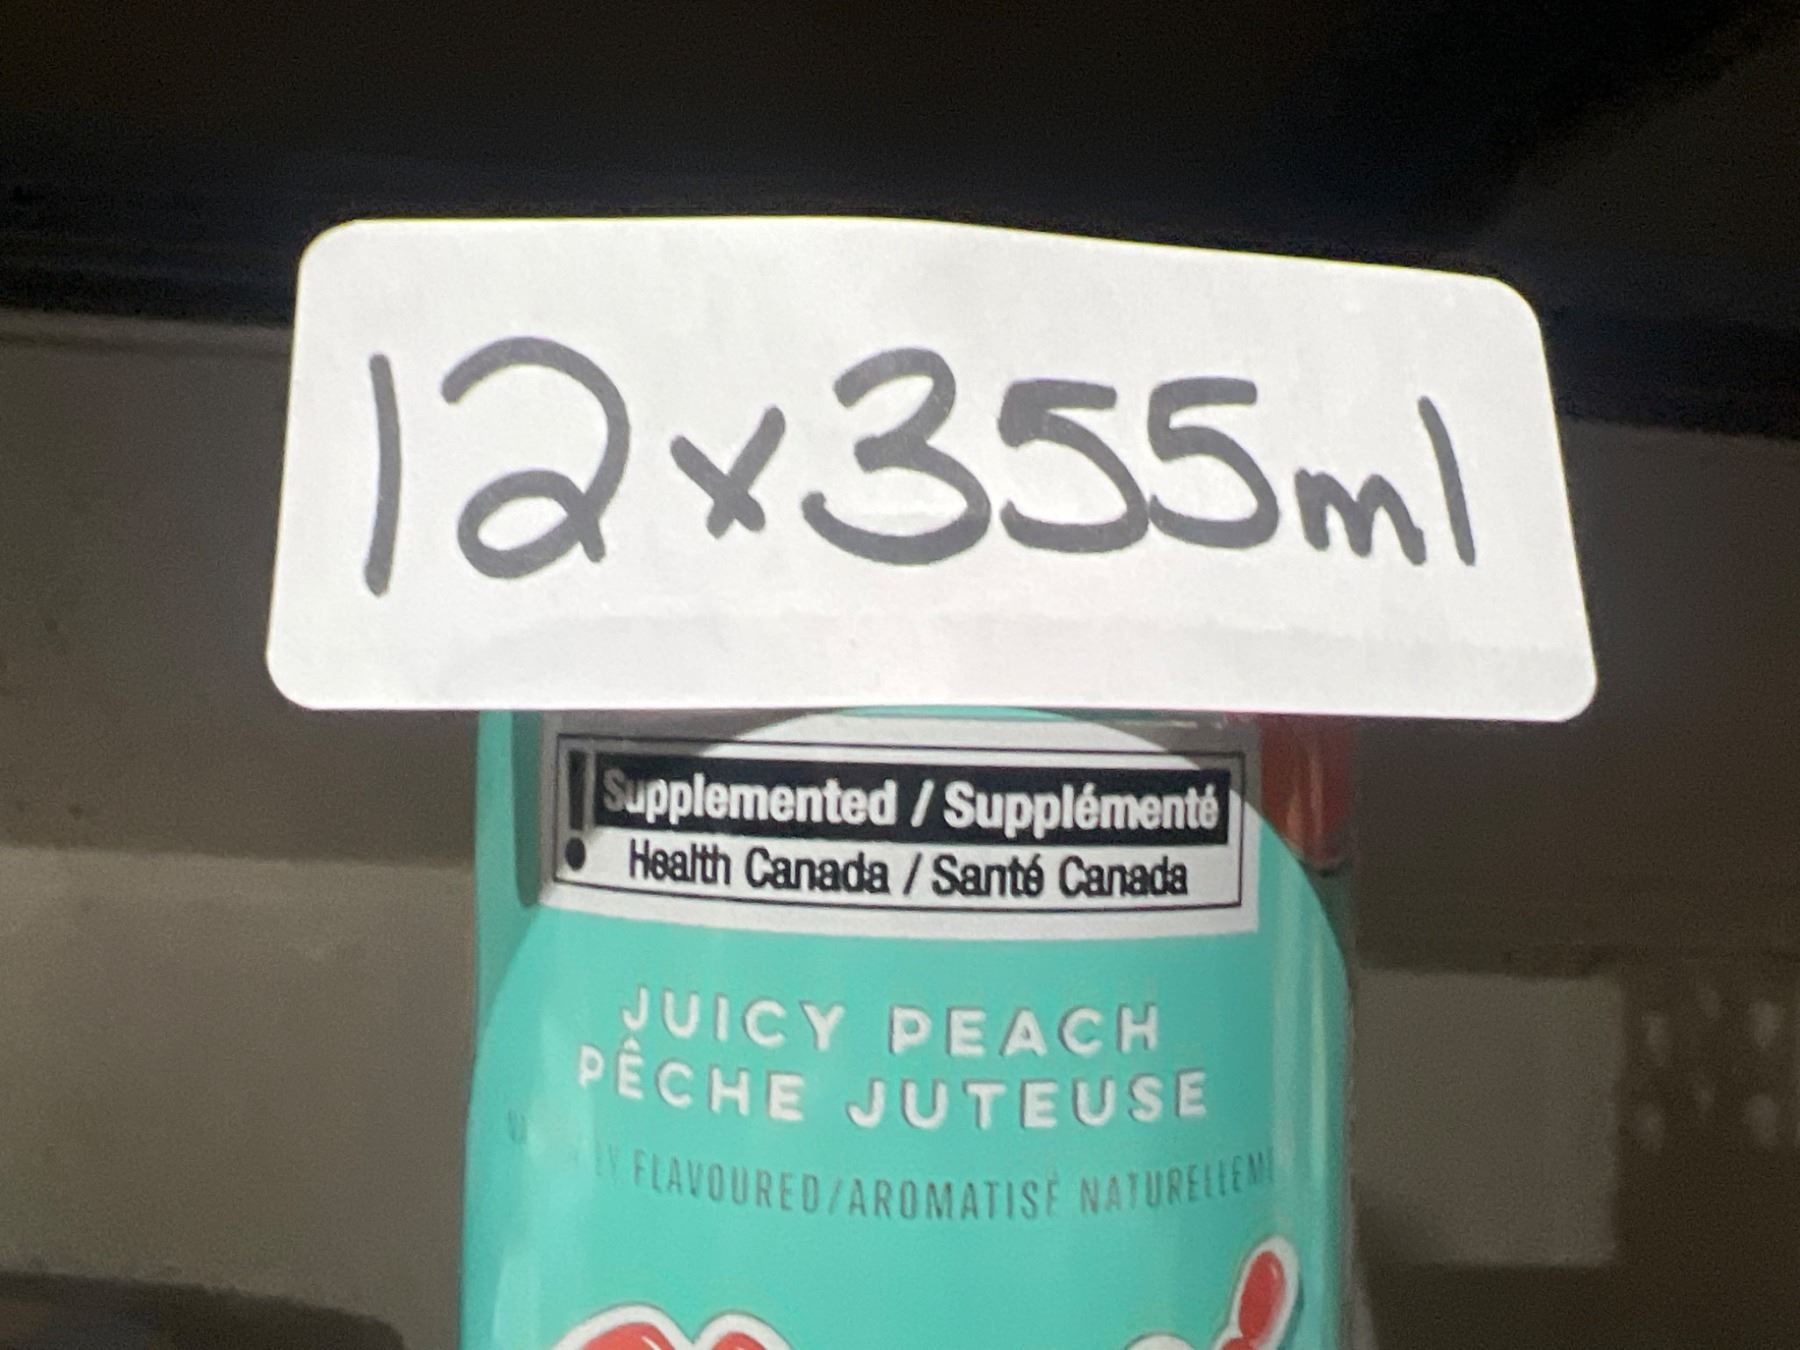 12x355ml
! Supplemented / Supplémenté
Health Canada / Santé Canada
JUICY PEACH
PÊCHE JUTEUSE
FLAVOURED/AROMATISÉ